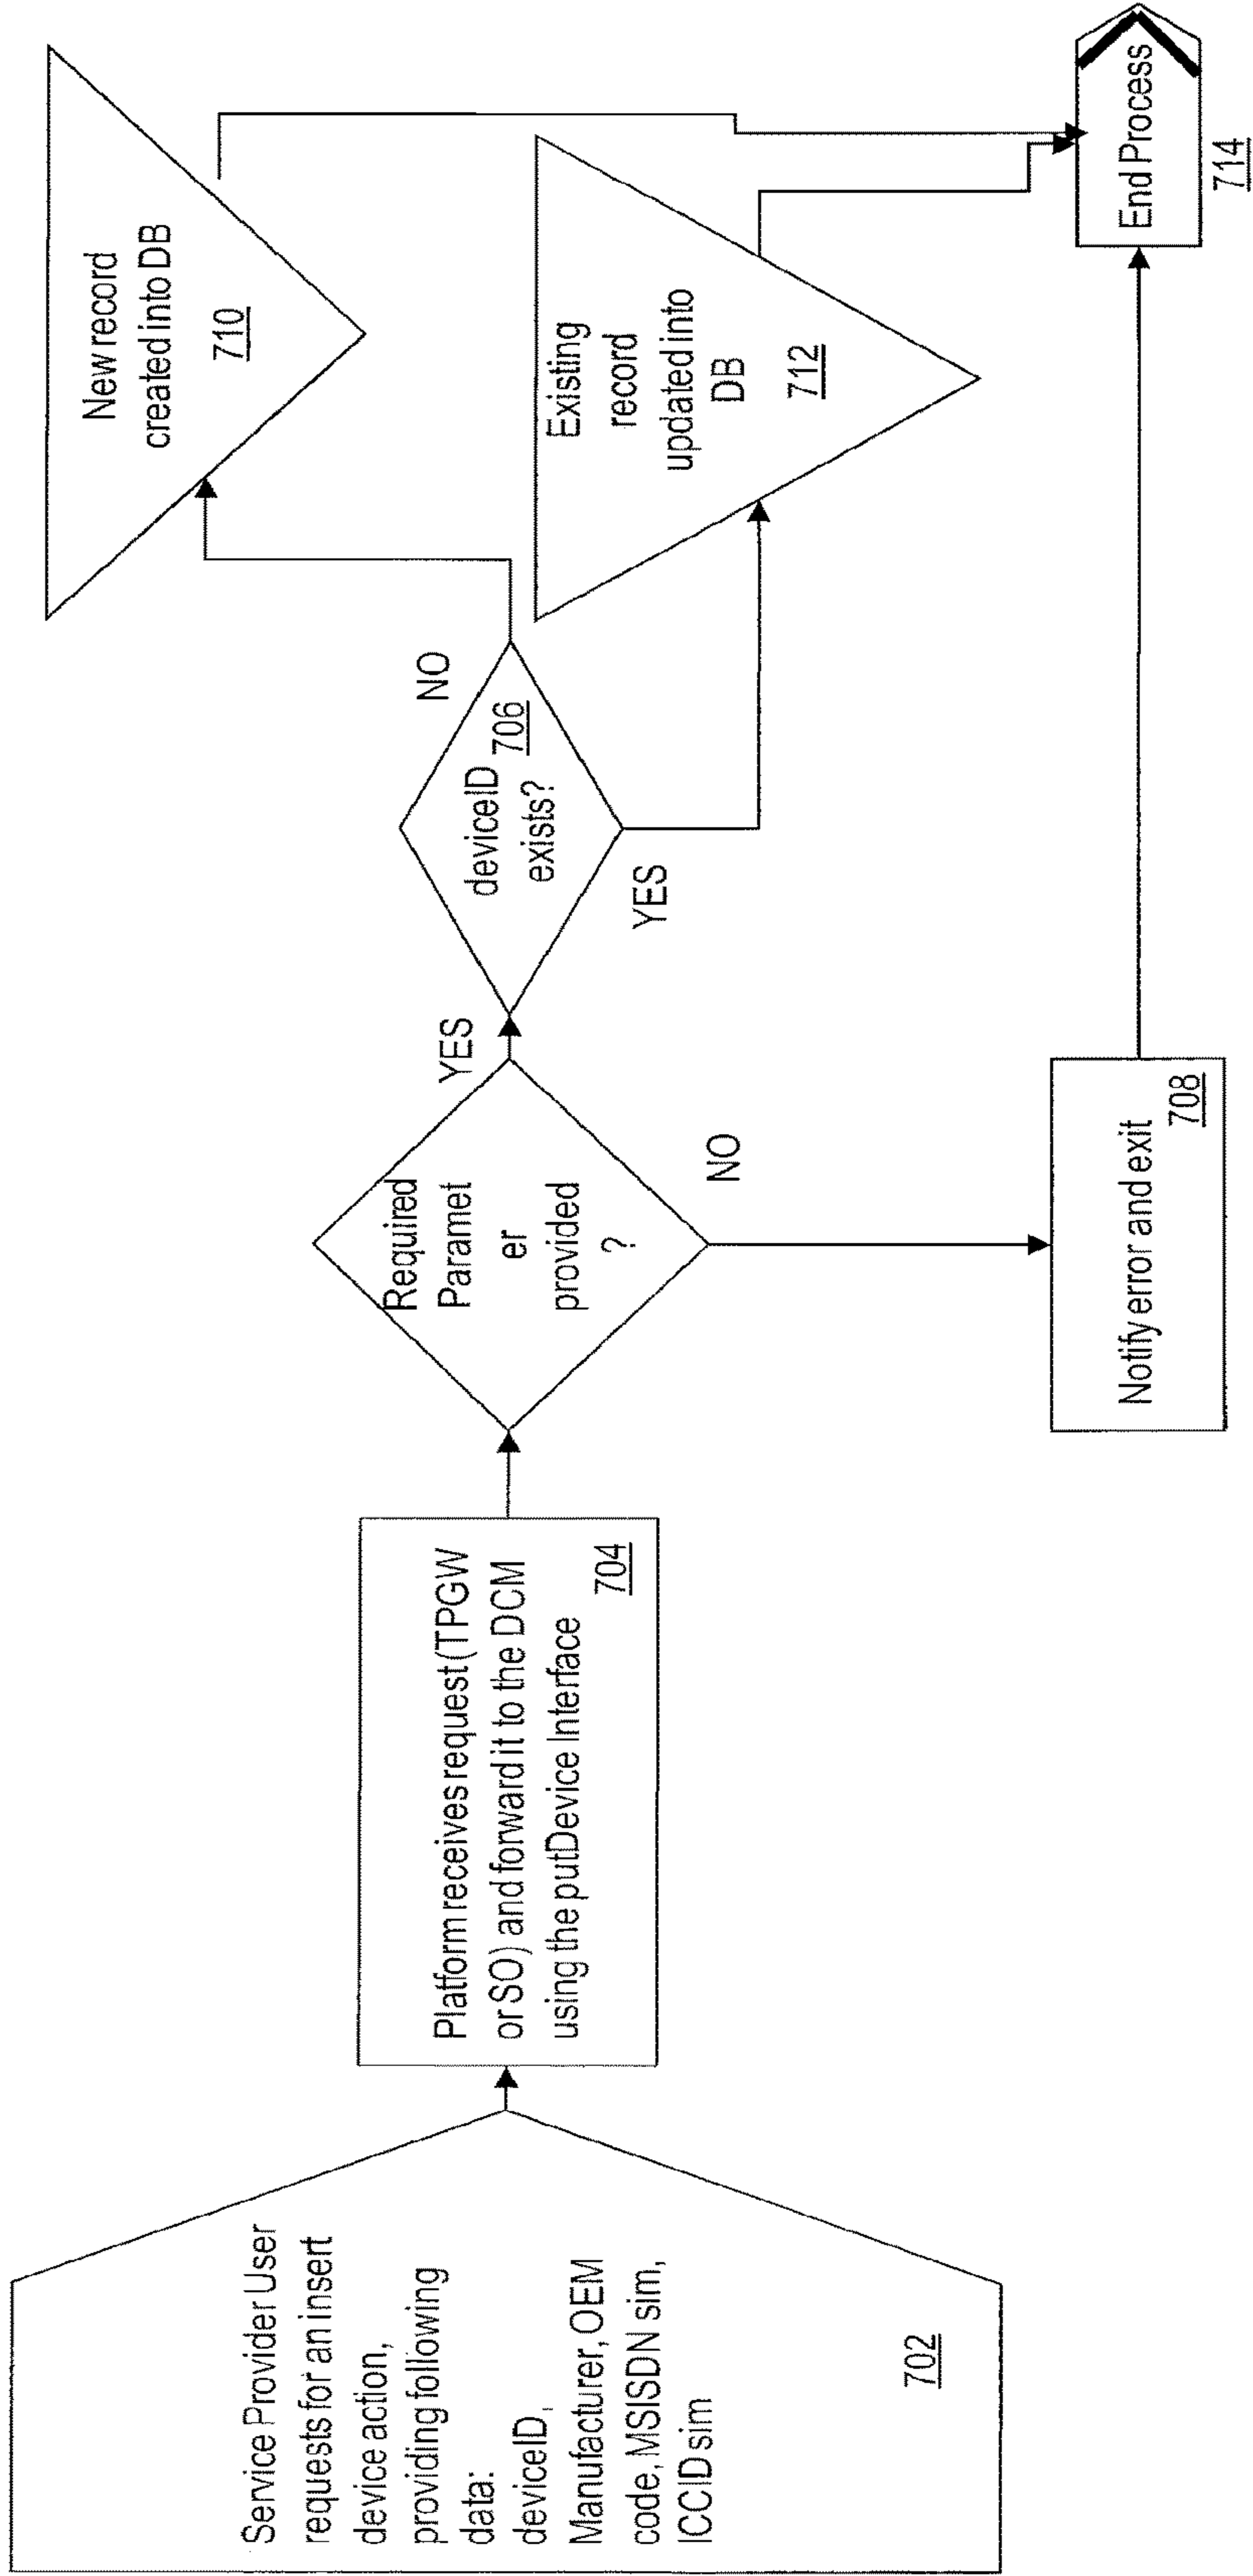 Service Provider User
requests for an insert
device action,
providing following
data:
deviceID,
Manufacturer, OEM
code, MSISDN sim,
ICCID sim
702
Platform receives request (TPGW
or SO) and forward it to the DCM
using the putDevice Interface
704
Required
Paramet
er
provided
?
YES
NO
deviceID
706
exists?
NO
YES
Notify error and exit
708
New record
created into DB
710
Existing
record
updated into
DB
712
End Process
714